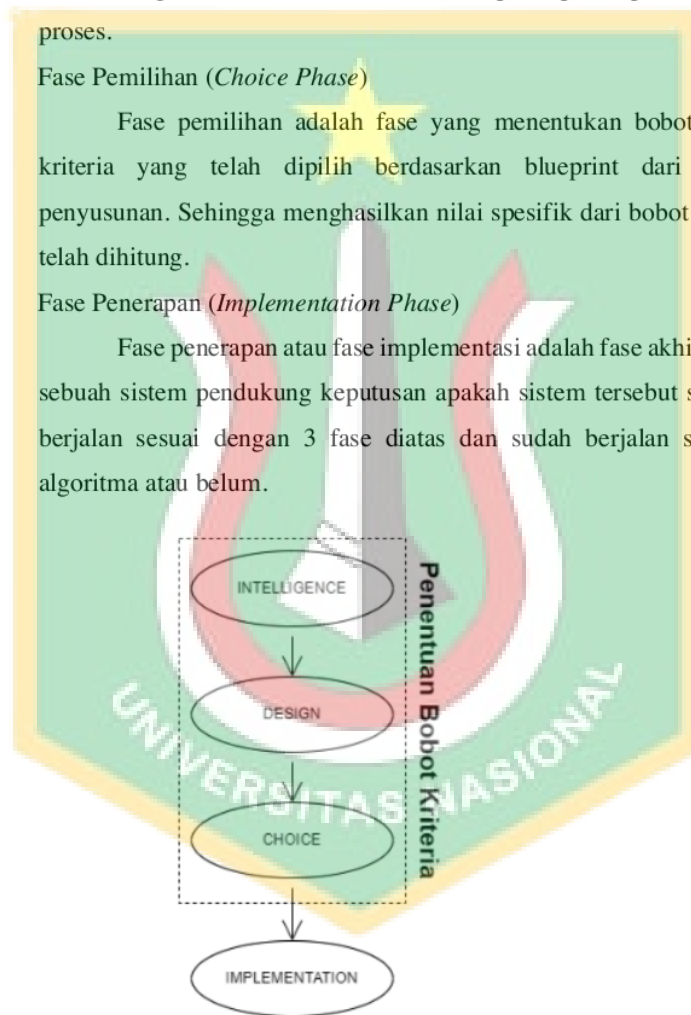 proses.
Fase Pemilihan (Choice Phase)
Fase pemilihan adalah fase yang menentukan bobot
kriteria yang telah dipilih berdasarkan blueprint dari
penyusunan. Sehingga menghasilkan nilai spesifik dari bobot
telah dihitung.
Fase Penerapan (Implementation Phase)
Fase penerapan atau fase implementasi adalah fase akhi
sebuah sistem pendukung keputusan apakah sistem tersebut s
berjalan sesuai dengan 3 fase diatas dan sudah berjalan s
algoritma atau belum.
INTELLIGENCE
DESIGN
CHOICE
IMPLEMENTATION
Penentuan Bobot Kriteria
UNIVERSITAS NASIONAL